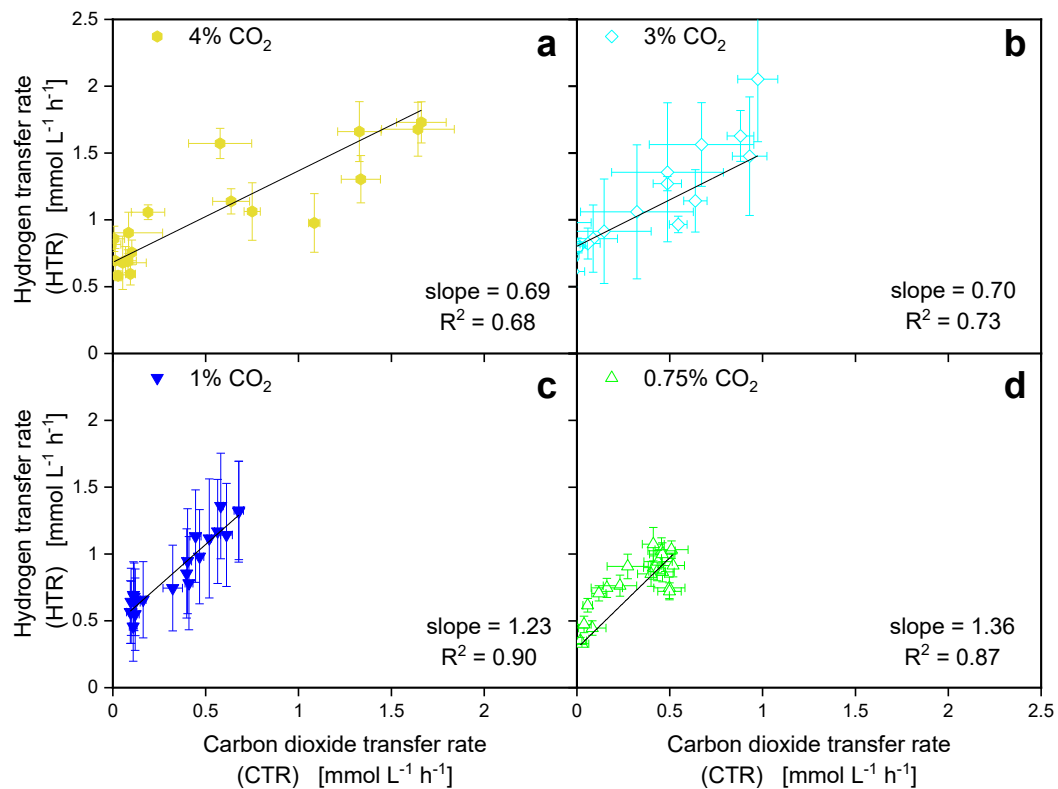 2.5
2
1.5
1
0.5
0
Hydrogen transfer rate
(HTR) [mmol L⁻¹ h⁻¹]
4% CO₂
a
slope = 0.69
R² = 0.68
3% CO₂
b
slope = 0.70
R² = 0.73
2
1.5
1
0.5
0
Hydrogen transfer rate
(HTR) [mmol L⁻¹ h⁻¹]
1% CO₂
c
slope = 1.23
R² = 0.90
0.75% CO₂
d
slope = 1.36
R² = 0.87
0 0.5 1 1.5 2
0 0.5 1 1.5 2 2.5
Carbon dioxide transfer rate
(CTR) [mmol L⁻¹ h⁻¹]
Carbon dioxide transfer rate
(CTR) [mmol L⁻¹ h⁻¹]